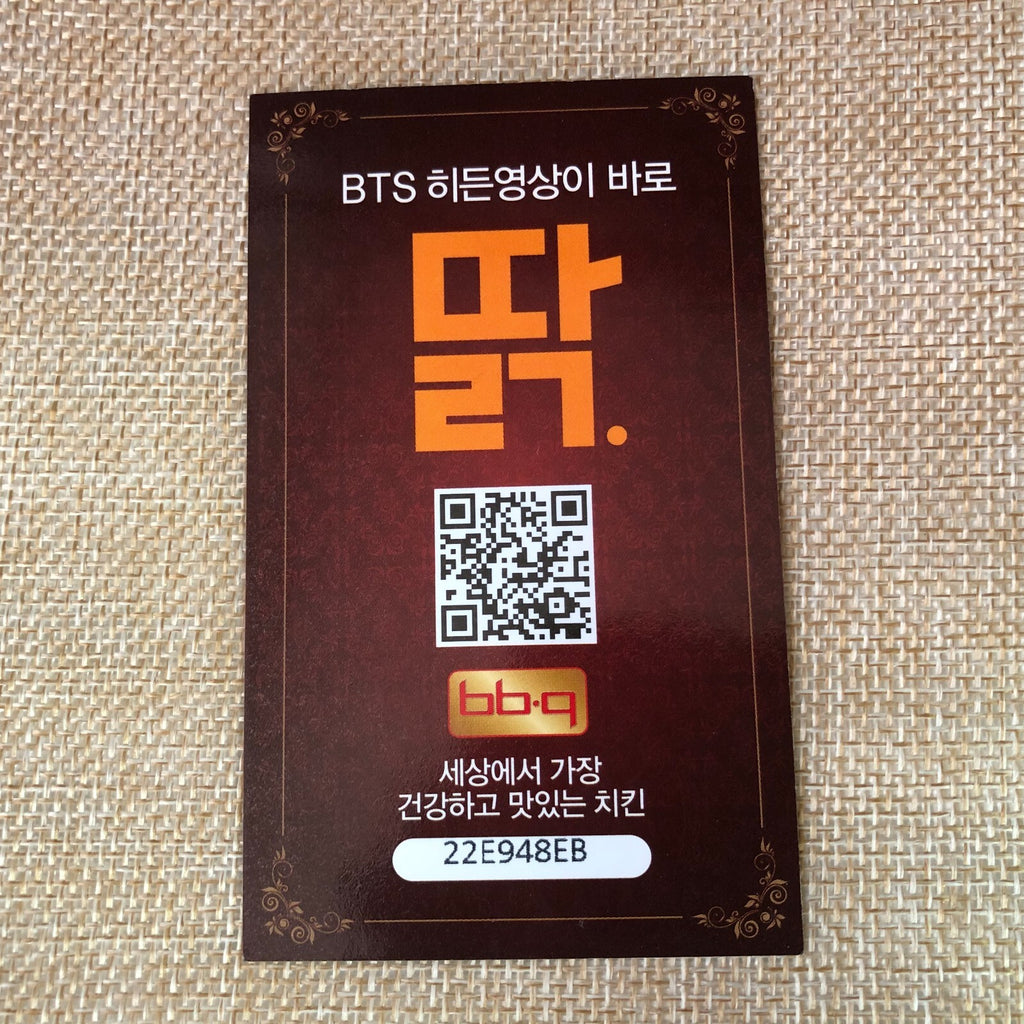 BTS 히든영상이 바로
딹.
bb.q
세상에서 가장
건강하고 맛있는 치킨
22E948EB